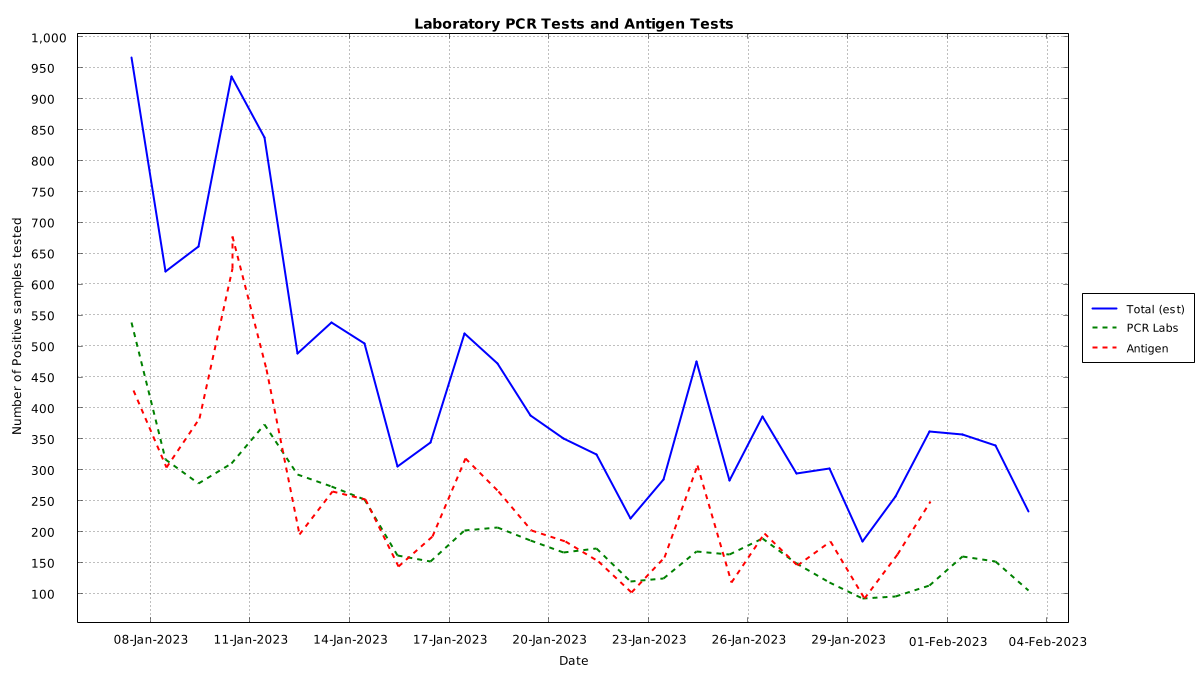 Laboratory PCR Tests and Antigen Tests
1,000
950
900
850
800
750
700
650
600
550
500
450
400
350
300
250
200
150
100
Number of Positive samples tested
08-Jan-2023 11-Jan-2023 14-Jan-2023 17-Jan-2023 20-Jan-2023 23-Jan-2023 26-Jan-2023 29-Jan-2023 01-Feb-2023 04-Feb-2023
Date
Total (est)
PCR Labs
Antigen